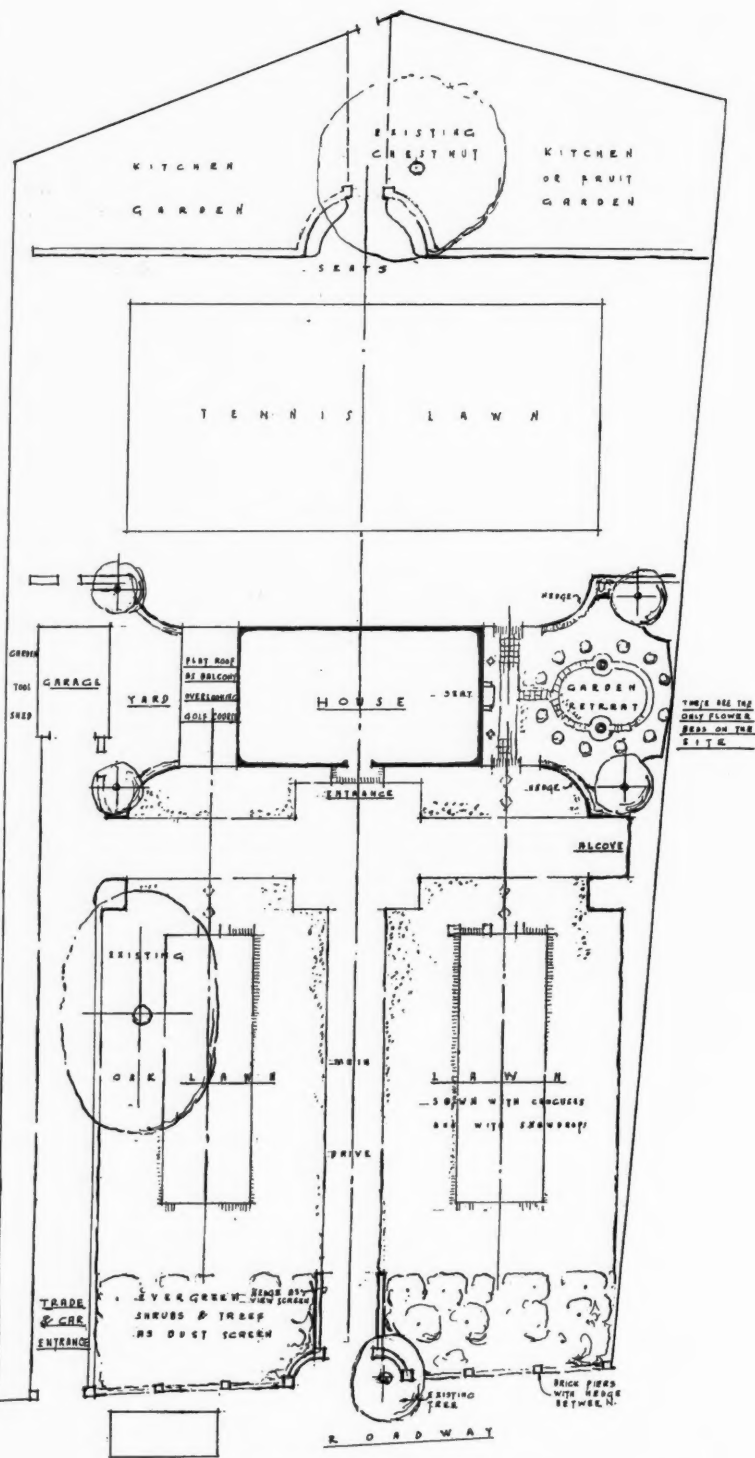 EXISTING
CHESTNUT
KITCHEN
GARDEN
KITCHEN
OR FRUIT
GARDEN
SEATS
TENNIS LAWN
HEDGE
GARDEN
TOOL
SHED
GARAGE
YARD
FLAT ROOF
AS BALCONY
OVERLOOKING
GOLF COURSE
HOUSE
SEAT
GARDEN
RETREAT
THESE ARE THE
ONLY FLOWER
BEDS ON THE
SITE
ENTRANCE
HEDGE
ALCOVE
EXISTING
OAK
LAWN
MAIN
DRIVE
LAWN
SOWN WITH CROCUSES
AND WITH SNOWDROPS
TRADE
& CAR
ENTRANCE
EVERGREEN
SHRUBS & TREES
AS DUST SCREEN
HEDGE AS
VIEW SCREEN
EXISTING
TREE
BRICK PIERS
WITH HEDGE
BETWEEN
ROADWAY